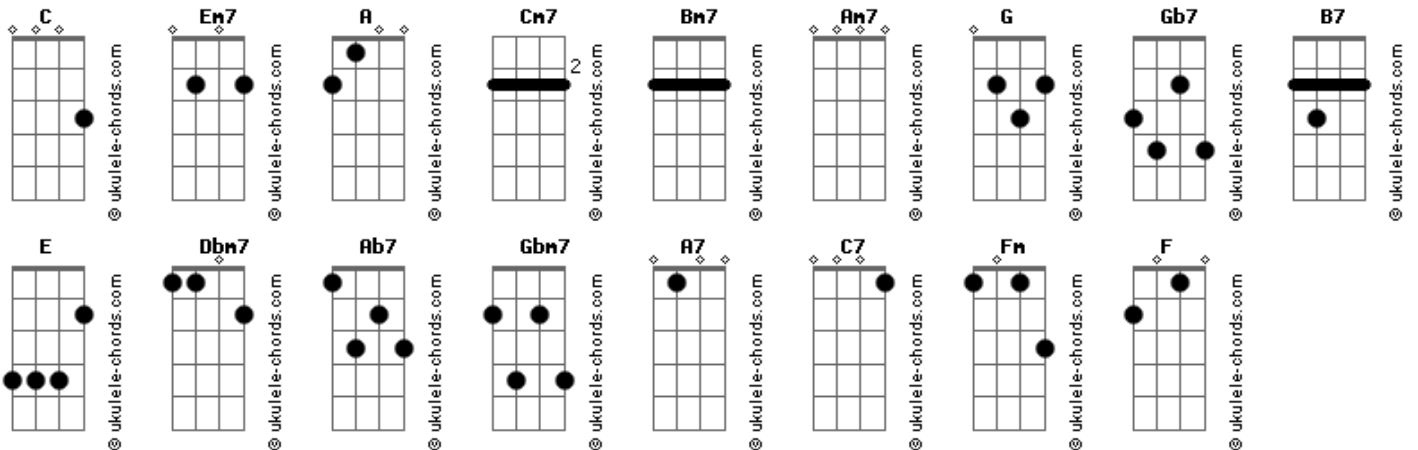 C Em7 A Cm7 Bm7 Am7 G Gb7 B7
2
© ukulele-chords.com © ukulele-chords.com © ukulele-chords.com © ukulele-chords.com © ukulele-chords.com © ukulele-chords.com © ukulele-chords.com © ukulele-chords.com © ukulele-chords.com
E Dbm7 Ab7 Gbm7 A7 C7 Fm F
© ukulele-chords.com © ukulele-chords.com © ukulele-chords.com © ukulele-chords.com © ukulele-chords.com © ukulele-chords.com © ukulele-chords.com © ukulele-chords.com